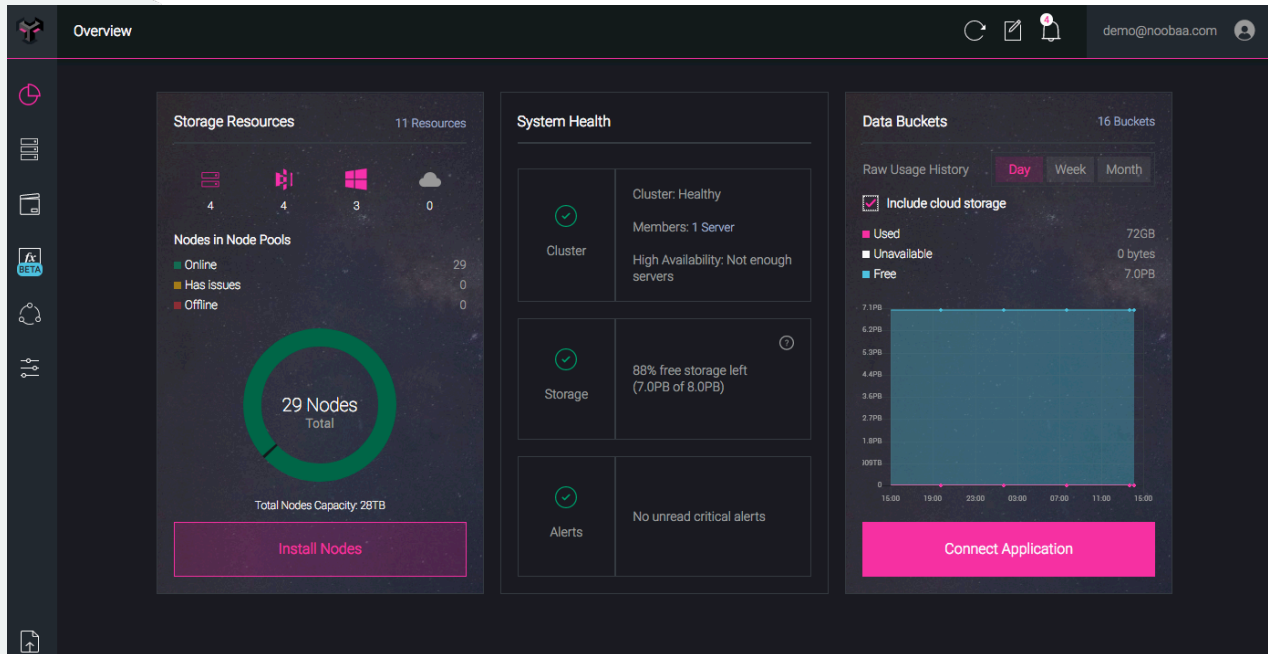 Overview
4
demo@noobaa.com
Storage Resources
11 Resources
4
4
3
0
Nodes in Node Pools
Online 29
Has issues 0
Offline 0
29 Nodes
Total
Total Nodes Capacity: 28TB
Install Nodes
System Health
Cluster
Cluster: Healthy
Members: 1 Server
High Availability: Not enough
servers
Storage
?
88% free storage left
(7.0PB of 8.0PB)
Alerts
No unread critical alerts
Data Buckets
16 Buckets
Raw Usage History
Day Week Month
Include cloud storage
Used 72GB
Unavailable 0 bytes
Free 7.0PB
7.1PB
6.2PB
5.3PB
4.4PB
3.6PB
2.7PB
1.8PB
0
15:00 19:00 23:00 03:00 07:00 11:00 15:00
Connect Application
fx
BETA